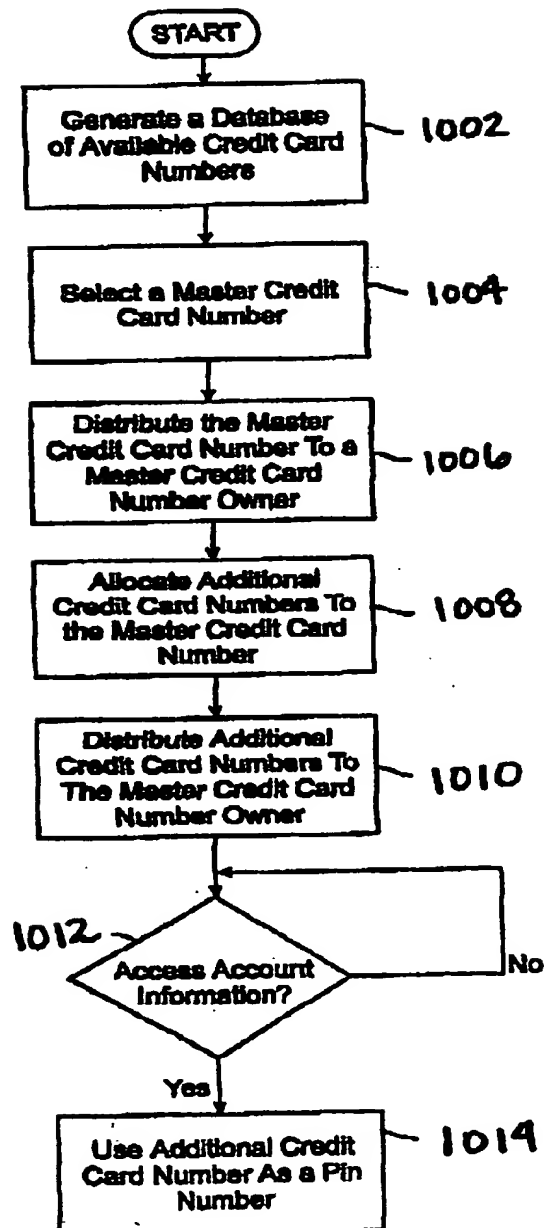 START
Generate a Database
of Available Credit Card
Numbers
1002
Select a Master Credit
Card Number
1004
Distribute the Master
Credit Card Number To a
Master Credit Card
Number Owner
1006
Allocate Additional
Credit Card Numbers To
the Master Credit Card
Number
1008
Distribute Additional
Credit Card Numbers To
The Master Credit Card
Number Owner
1010
1012
Access Account
Information?
No
Yes
Use Additional Credit
Card Number As a Pin
Number
1014